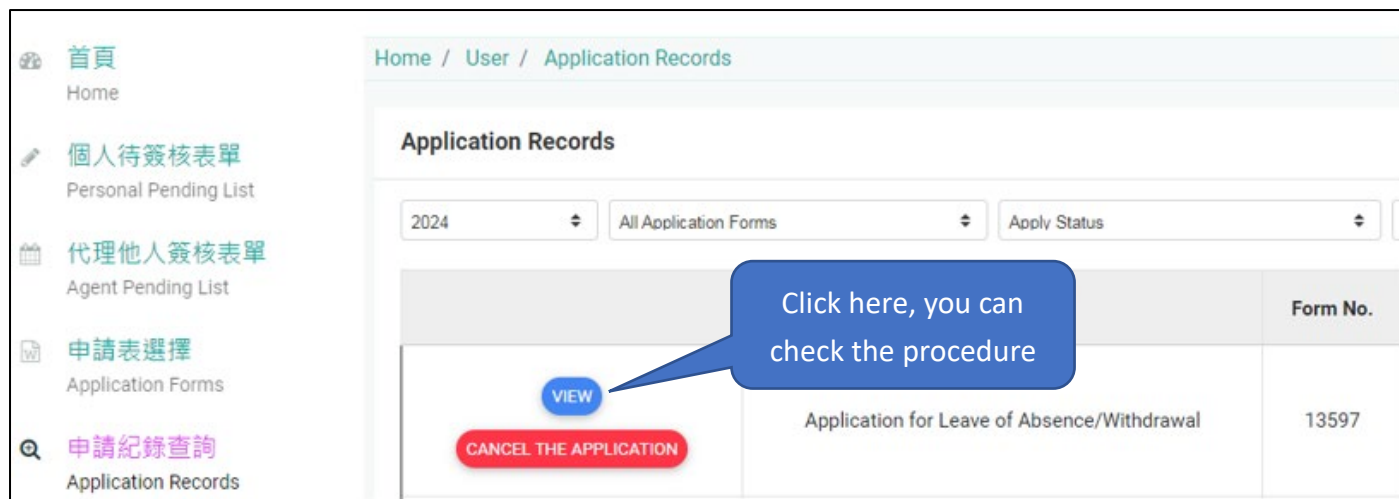 首頁
Home
個人待簽核表單
Personal Pending List
代理他人簽核表單
Agent Pending List
申請表選擇
Application Forms
申請紀錄查詢
Application Records
Home / User / Application Records
Application Records
2024 All Application Forms Apply Status
Click here, you can
check the procedure
Form No.
VIEW
CANCEL THE APPLICATION
Application for Leave of Absence/Withdrawal
13597